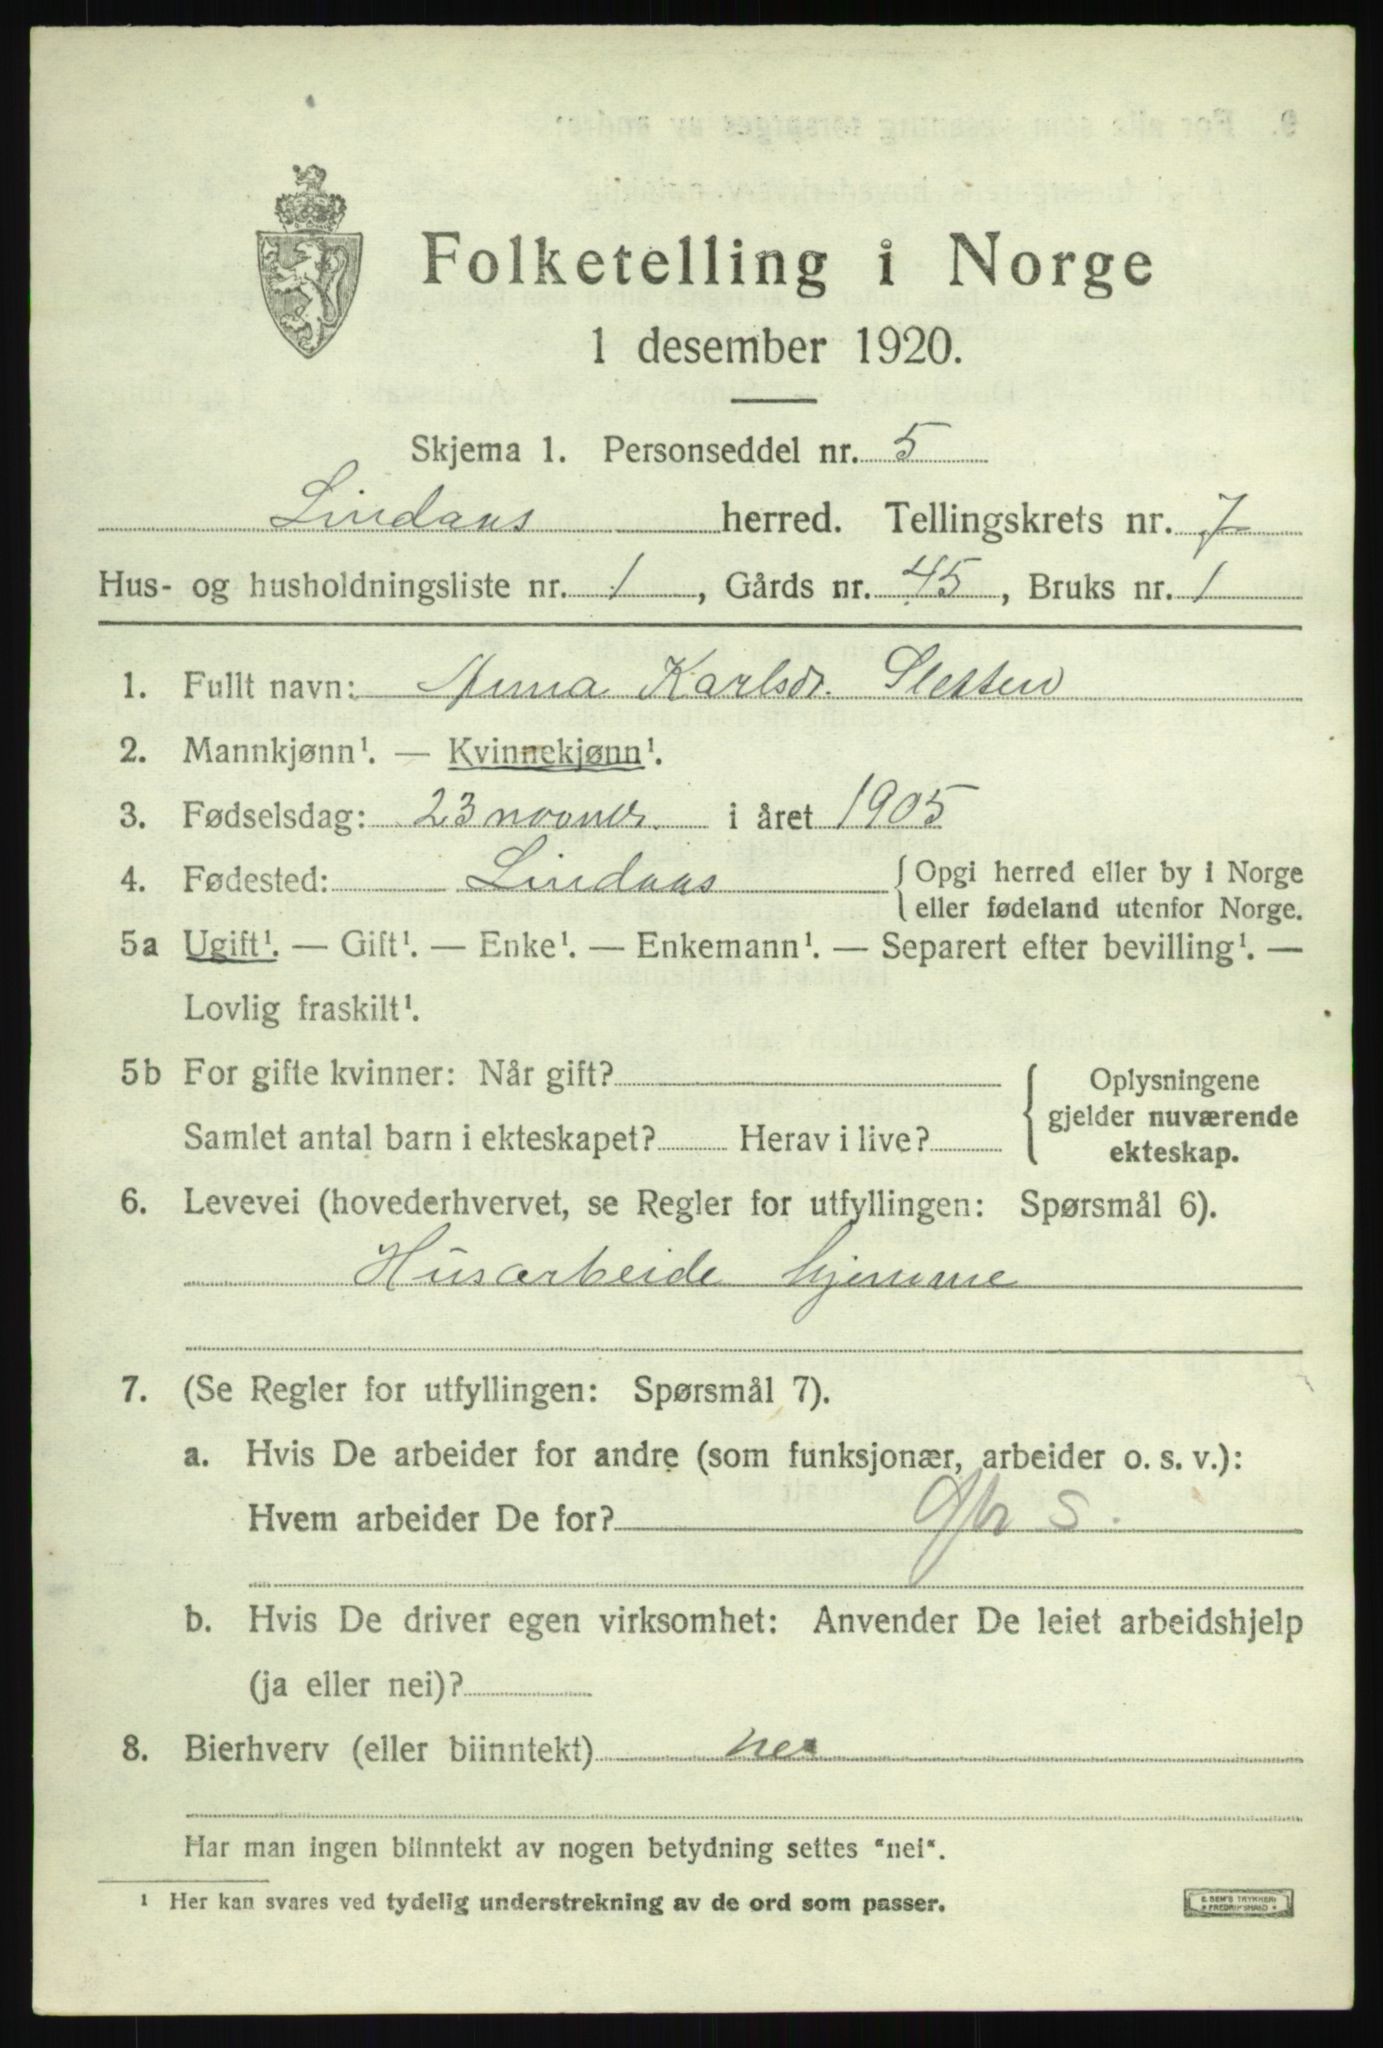 Folketelling i Norge
1 desember 1920.
Skjema 1. Personseddel nr. 5
Lindaas herred. Tellingskrets nr. 7
Hus- og husholdningsliste nr. 1, Gårds nr. 45, Bruks nr. 1
1. Fullt navn: Anna Karlsdr. Sletten
2. Mannkjønn¹. — Kvinnekjønn¹.
3. Fødselsdag: 23 novmbr. i året 1905
4. Fødested: Lindaas { Opgi herred eller by i Norge
eller fødeland utenfor Norge.
5a Ugift¹. — Gift¹. — Enke¹. — Enkemann¹. — Separert efter bevilling¹. —
Lovlig fraskilt¹.
5b For gifte kvinner: Når gift? { Oplysningene
gjelder nuværende
Samlet antal barn i ekteskapet? Herav i live?
ekteskap.
6. Levevei (hovederhvervet, se Regler for utfyllingen: Spørsmål 6).
Husarbeide hjemme
7. (Se Regler for utfyllingen: Spørsmål 7).
a. Hvis De arbeider for andre (som funksjonær, arbeider o. s. v.):
Hvem arbeider De for? S.
b. Hvis De driver egen virksomhet: Anvender De leiet arbeidshjelp
(ja eller nei)?
8. Bierhverv (eller biinntekt) nei
Har man ingen biinntekt av nogen betydning settes "nei".
¹ Her kan svares ved tydelig understrekning av de ord som passer.
E SEM'S TRYKKERI
FREDRIKSHALD